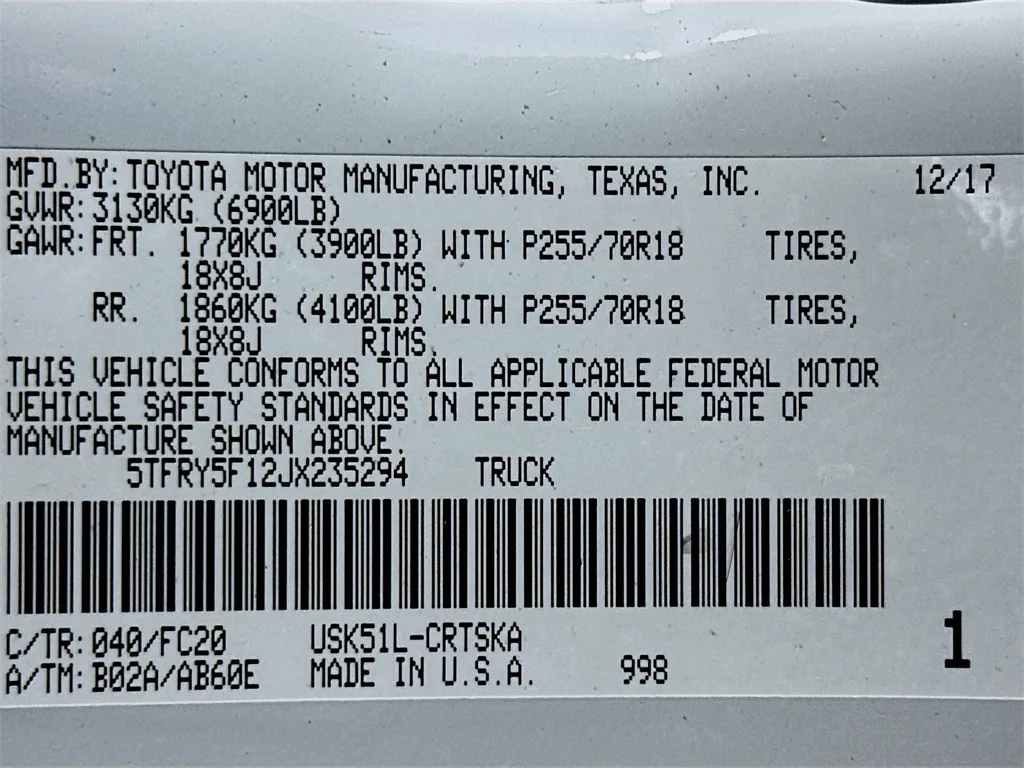 MFD.BY: TOYOTA MOTOR MANUFACTURING, TEXAS, INC. 12/17
GVWR: 3130KG (6900LB)
GAWR: FRT. 1770KG (3900LB) WITH P255/70R18 TIRES,
18X8J RIMS.
RR. 1860KG (4100LB) WITH P255/70R18 TIRES,
18X8J RIMS.
THIS VEHICLE CONFORMS TO ALL APPLICABLE FEDERAL MOTOR
VEHICLE SAFETY STANDARDS IN EFFECT ON THE DATE OF
MANUFACTURE SHOWN ABOVE.
5TFRY5F12JX235294 TRUCK
C/TR: 040/FC20 USK51L-CRTSKA
A/TM: B02A/AB60E MADE IN U.S.A. 998 1